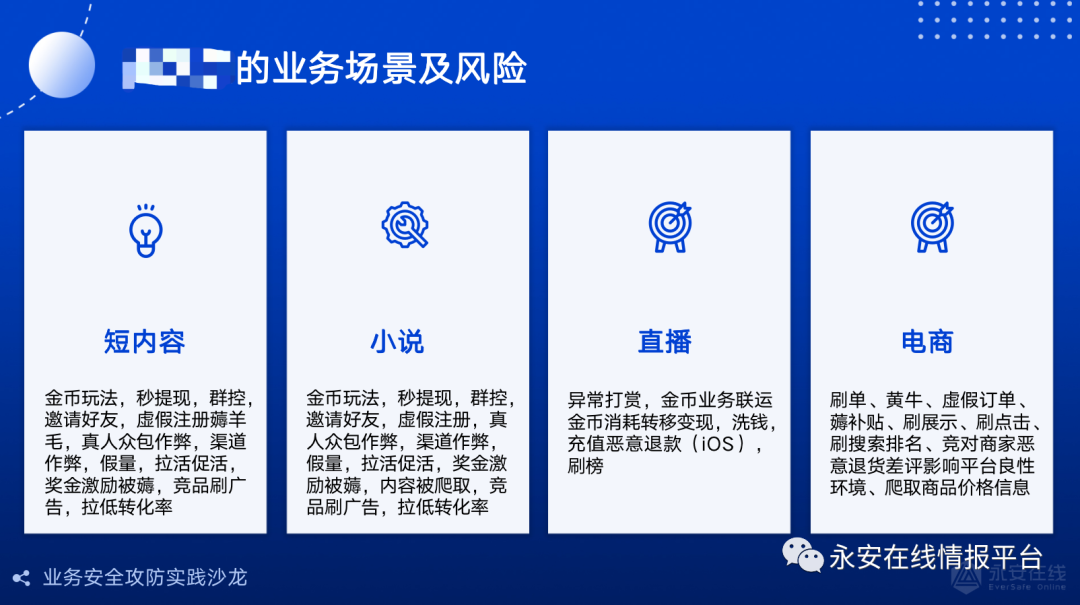 的业务场景及风险
短内容
金币玩法，秒提现，群控，
邀请好友，虚假注册薅羊
毛，真人众包作弊，渠道
作弊，假量，拉活促活，
奖金激励被薅，竞品刷广
告，拉低转化率
小说
金币玩法，秒提现，群控，
邀请好友，虚假注册，真
人众包作弊，渠道作弊，
假量，拉活促活，奖金激
励被薅，内容被爬取，竞
品刷广告，拉低转化率
直播
异常打赏，金币业务联运
金币消耗转移变现，洗钱，
充值恶意退款（iOS），
刷榜
电商
刷单、黄牛、虚假订单、
薅补贴、刷展示、刷点击、
刷搜索排名、竞对商家恶
意退货差评影响平台良性
环境、爬取商品价格信息
业务安全攻防实践沙龙
永安在线情报平台
永安在线
EverSafe Online